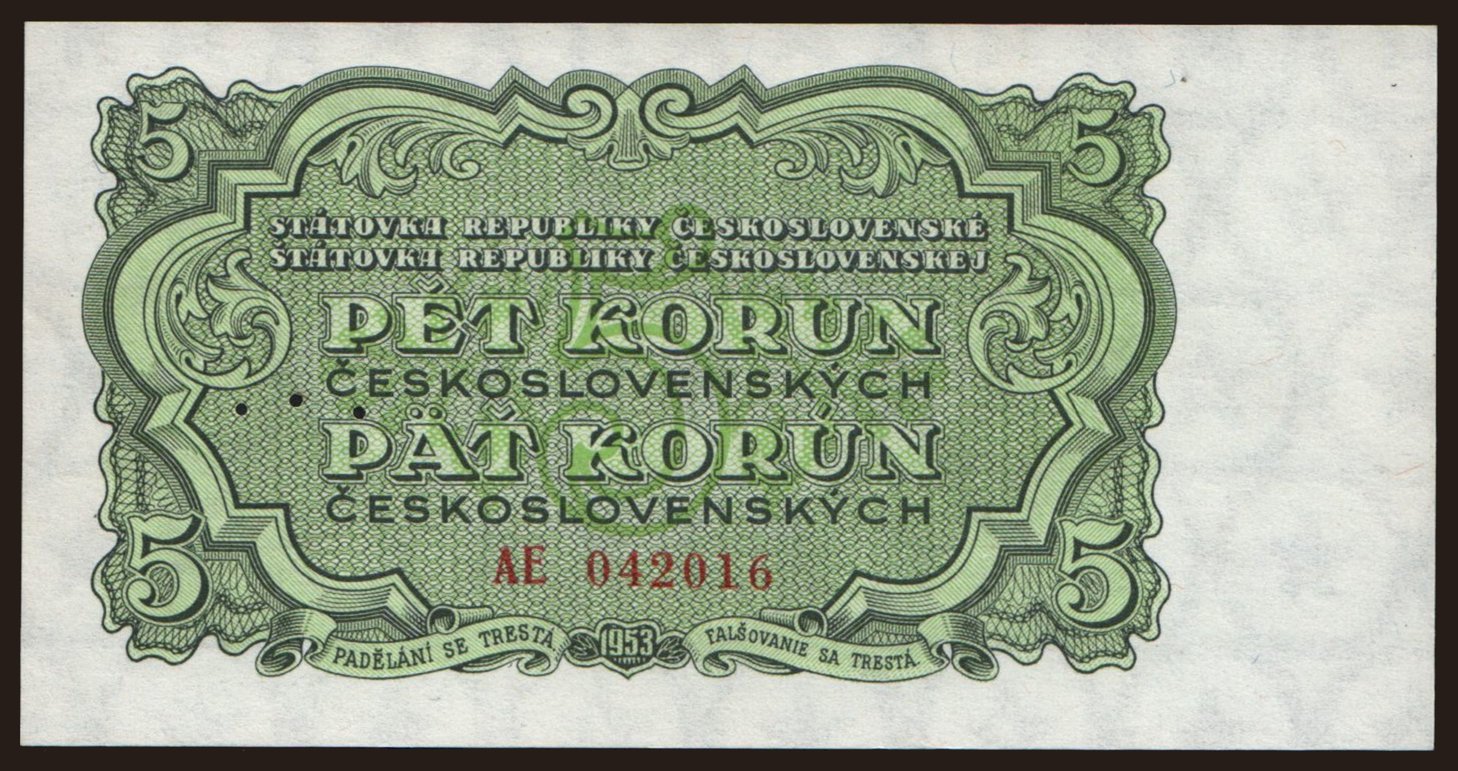 5 5
STÁTOVKA REPUBLIKY ČESKOSLOVENSKÉ
ŠTÁTOVKA REPUBLIKY ČESKOSLOVENSKEJ
PĚT KORUN
ČESKOSLOVENSKÝCH
PÄŤ KORÚN
ČESKOSLOVENSKÝCH
5 5
AE 042016
PADĚLÁNÍ SE TRESTÁ. 1953 FALŠOVANIE SA TRESTÁ.